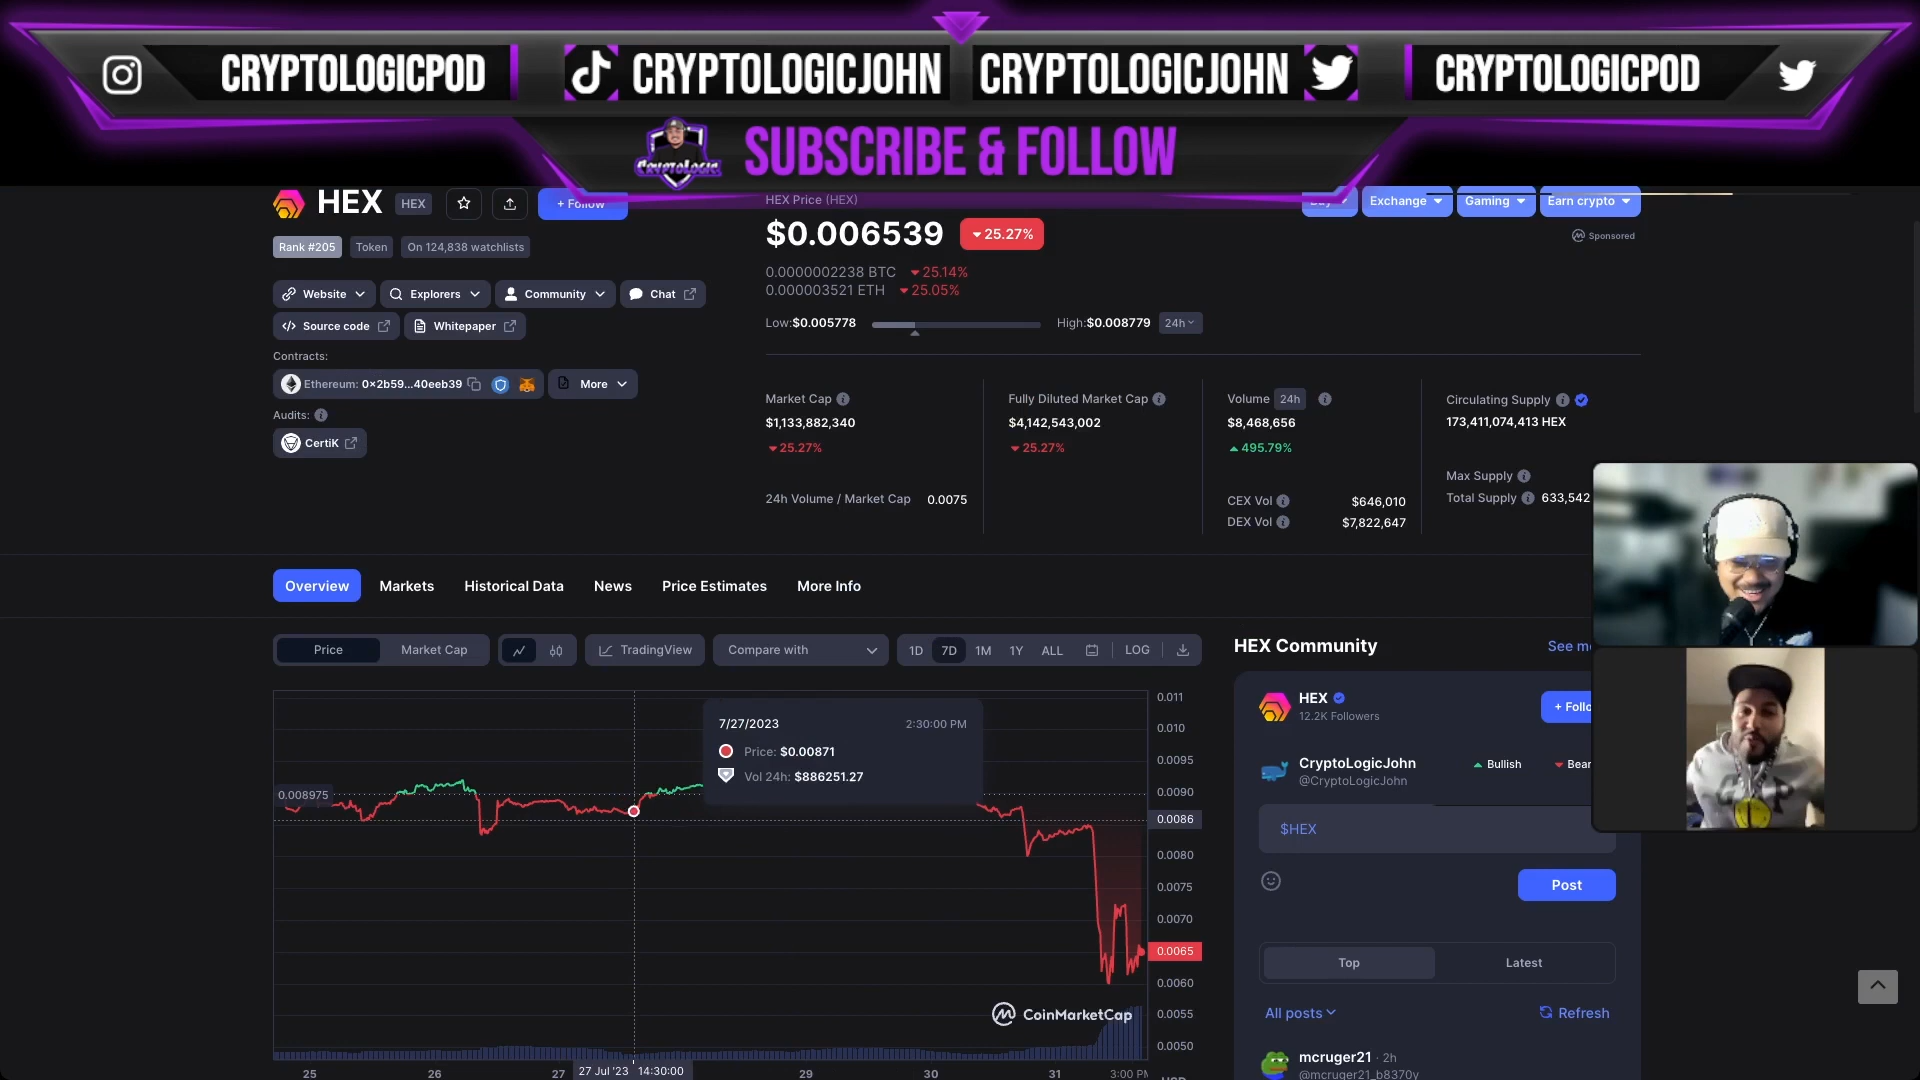 CRYPTOLOGICPOD
CRYPTOLOGICJOHN
CRYPTOLOGICJOHN
CRYPTOLOGICPOD
CRYPTOLOGIC
SUBSCRIBE & FOLLOW
HEX HEX
+ Follow
Rank #205 Token On 124,838 watchlists
Website Explorers Community Chat
Source code Whitepaper
Contracts:
Ethereum: 0x2b59...40eeb39 More
Audits:
CertiK
HEX Price (HEX)
$0.006539 25.27%
0.0000002238 BTC 25.14%
0.000003521 ETH 25.05%
Low:$0.005778 High:$0.008779 24h
Buy Exchange Gaming Earn crypto
Sponsored
Market Cap
$1,133,882,340
25.27%
24h Volume / Market Cap 0.0075
Fully Diluted Market Cap
$4,142,543,002
25.27%
Volume 24h
$8,468,656
495.79%
CEX Vol $646,010
DEX Vol $7,822,647
Circulating Supply
173,411,074,413 HEX
Max Supply
Total Supply 633,542
Overview Markets Historical Data News Price Estimates More Info
Price Market Cap TradingView Compare with 1D 7D 1M 1Y ALL LOG
7/27/2023 2:30:00 PM
Price: $0.00871
Vol 24h: $886251.27
0.008975
0.011
0.010
0.0095
0.0090
0.0086
0.0080
0.0075
0.0070
0.0065
0.0060
0.0055
0.0050
CoinMarketCap
25 26 27 27 Jul '23 14:30:00 29 30 31 3:00 PM
HEX Community See mo
HEX
12.2K Followers
+ Follo
CryptoLogicJohn
@CryptoLogicJohn
Bullish Bear
$HEX
Post
Top Latest
All posts Refresh
mcruger21 · 2h
@mcruger21_b8370y